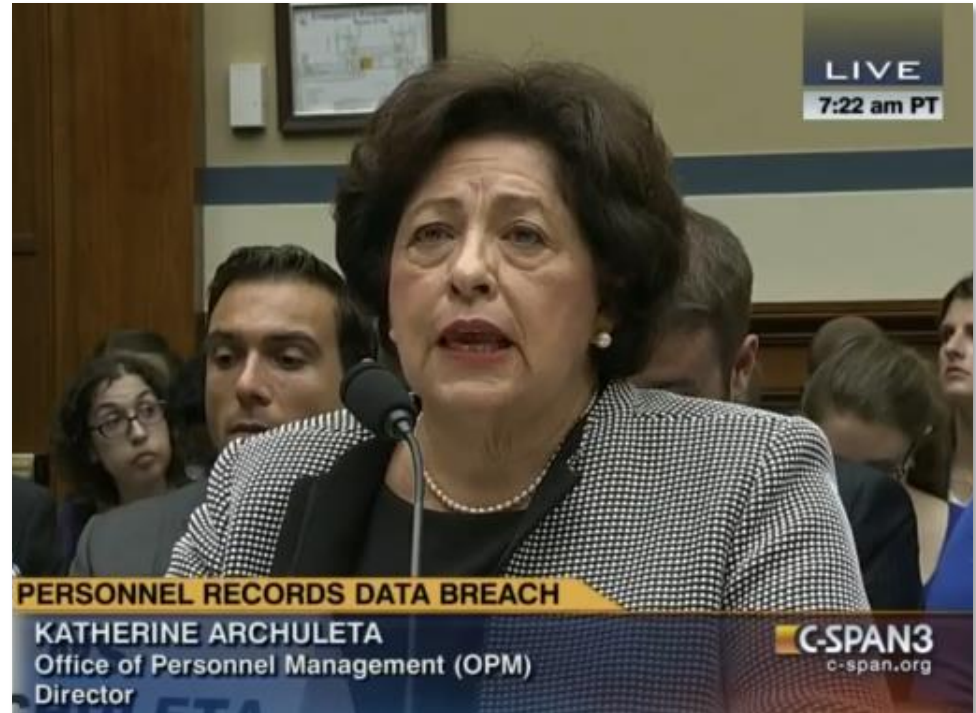 LIVE
7:22 am PT
PERSONNEL RECORDS DATA BREACH
KATHERINE ARCHULETA
Office of Personnel Management (OPM)
Director
C-SPAN3
c-span.org